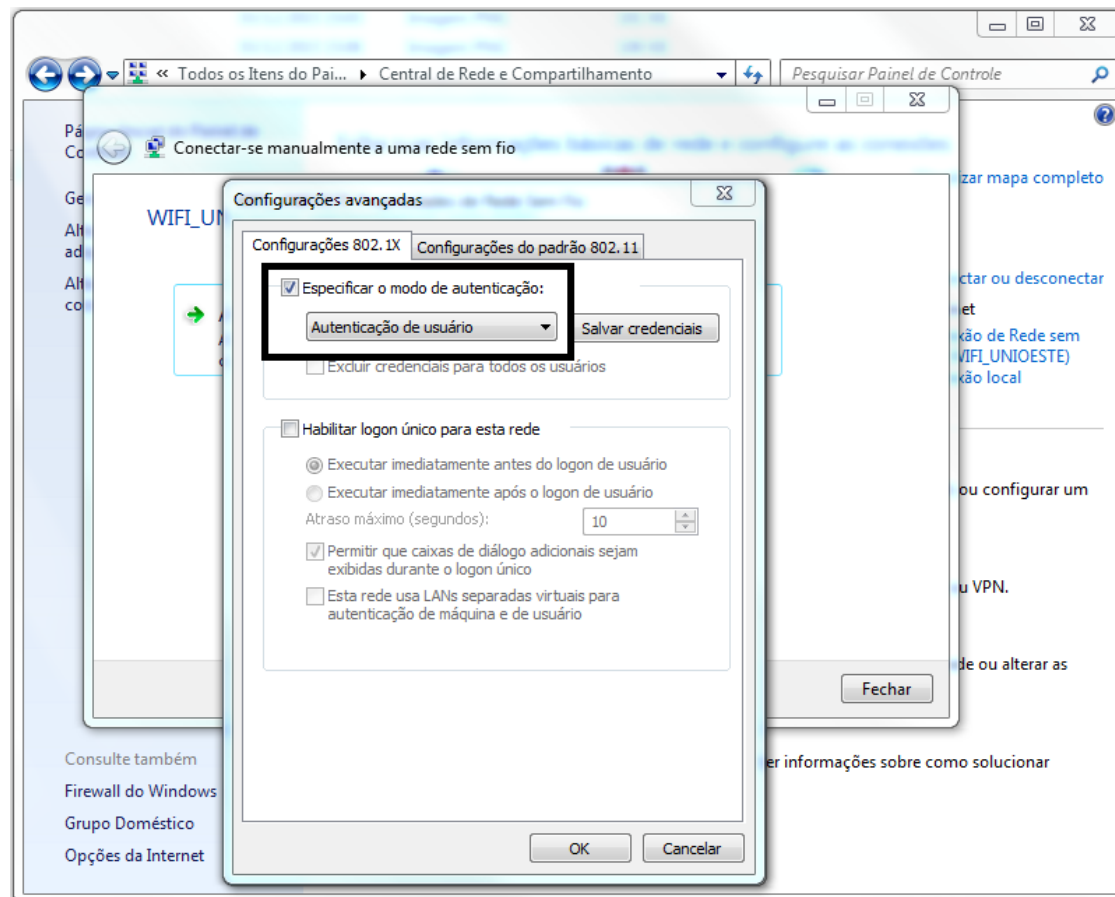 « Todos os Itens do Pai... Central de Rede e Compartilhamento
Pesquisar Painel de Controle
Conectar-se manualmente a uma rede sem fio
zar mapa completo
WIFI_UN
Configurações avançadas
Configurações 802.1X
Configurações do padrão 802.11
Especificar o modo de autenticação:
Autenticação de usuário
Salvar credenciais
Excluir credenciais para todos os usuários
Habilitar logon único para esta rede
Executar imediatamente antes do logon de usuário
Executar imediatamente após o logon de usuário
Atraso máximo (segundos):
10
Permitir que caixas de diálogo adicionais sejam
exibidas durante o logon único
Esta rede usa LANs separadas virtuais para
autenticação de máquina e de usuário
OK
Cancelar
Fechar
ctar ou desconectar
et
xão de Rede sem
WIFI_UNIOESTE)
xão local
ou configurar um
u VPN.
de ou alterar as
er informações sobre como solucionar
Consulte também
Firewall do Windows
Grupo Doméstico
Opções da Internet